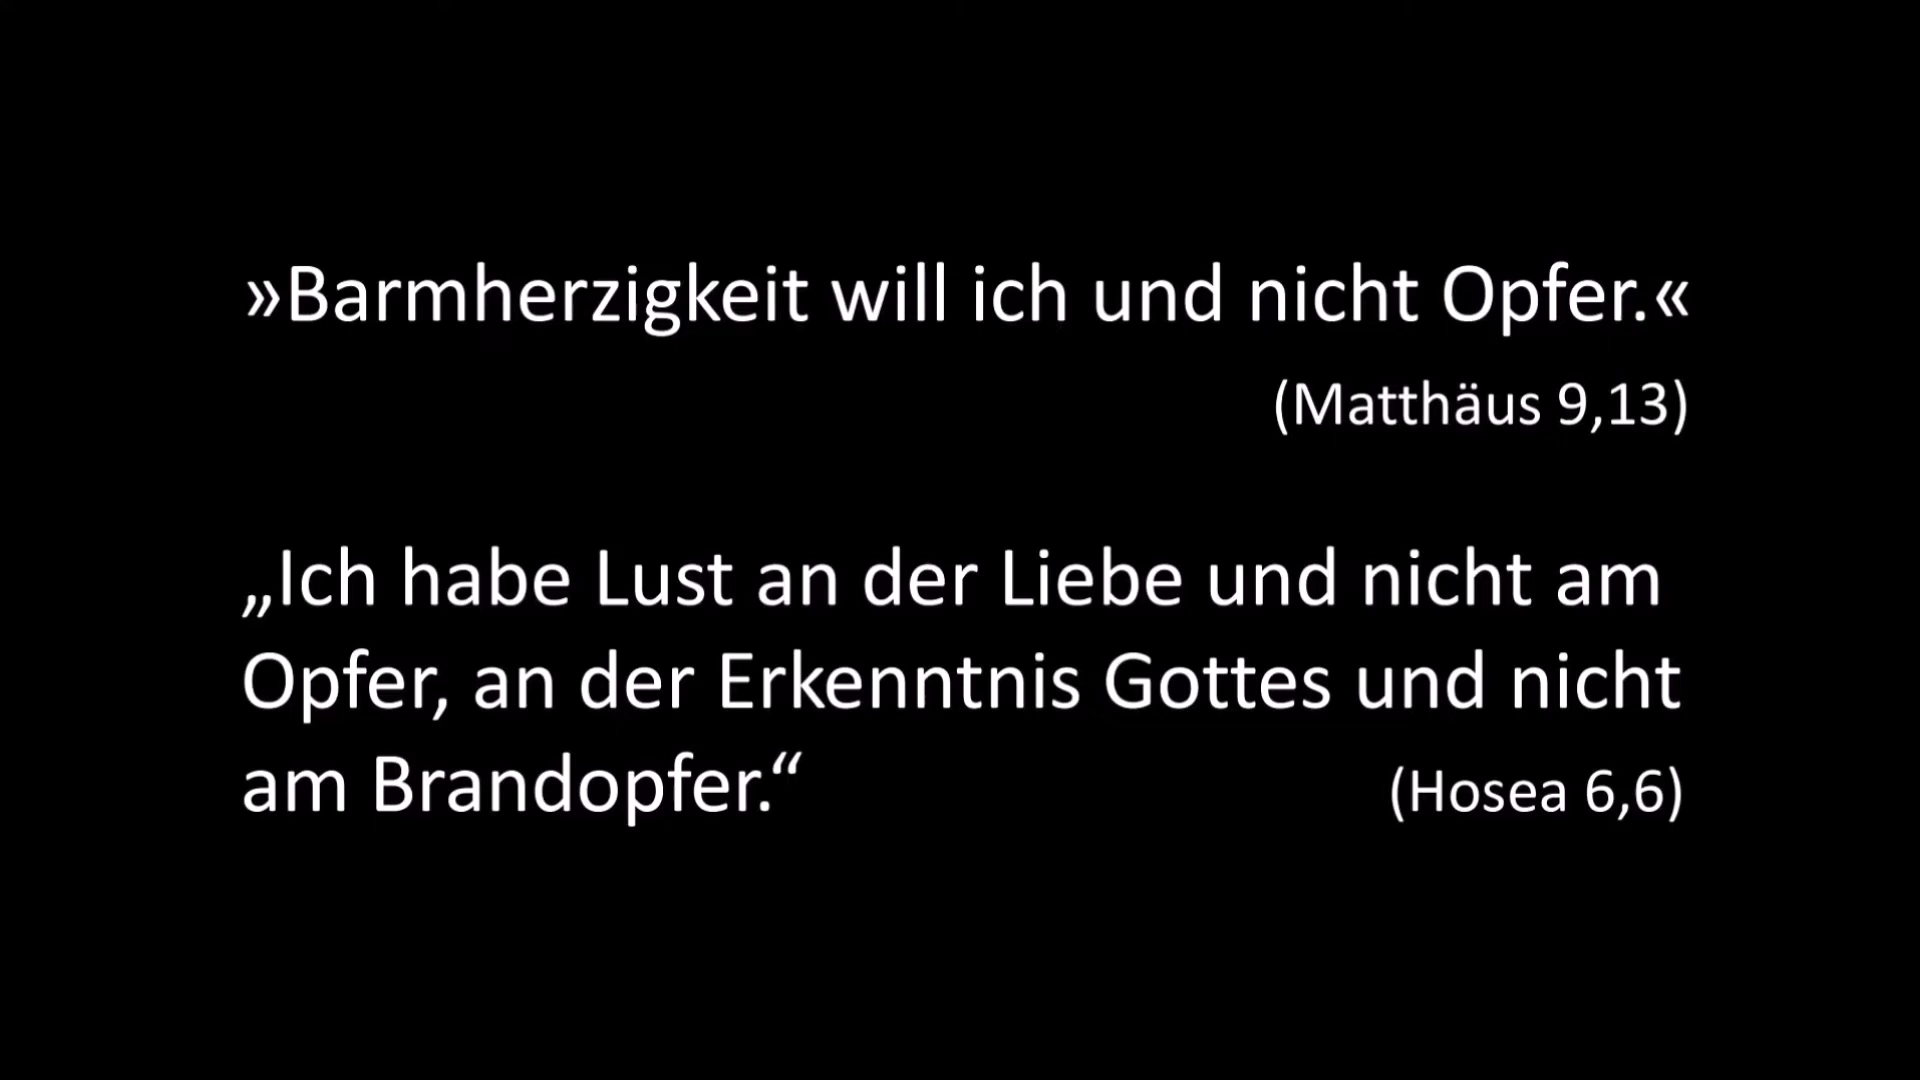 »Barmherzigkeit will ich und nicht Opfer.«
(Matthäus 9,13)
„Ich habe Lust an der Liebe und nicht am
Opfer, an der Erkenntnis Gottes und nicht
am Brandopfer.“ (Hosea 6,6)